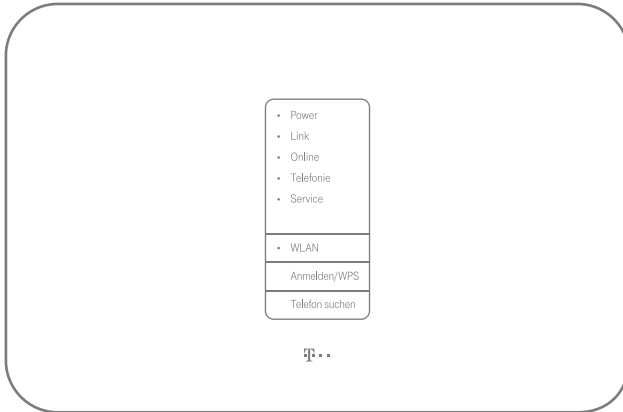 Power
Link
Online
Telefonie
Service
WLAN
Anmelden/WPS
Telefon suchen
T